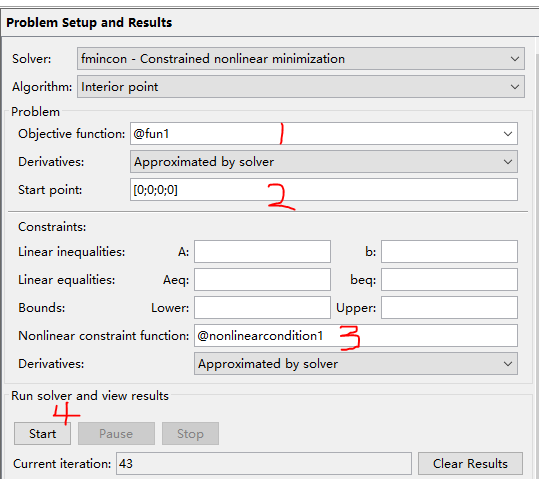 Problem Setup and Results
Solver: fmincon - Constrained nonlinear minimization
Algorithm: Interior point
Problem
Objective function: @fun1 1
Derivatives: Approximated by solver
Start point: [0;0;0;0] 2
Constraints:
Linear inequalities: A: b:
Linear equalities: Aeq: beq:
Bounds: Lower: Upper:
Nonlinear constraint function: @nonlinearcondition1 3
Derivatives: Approximated by solver
Run solver and view results
4
Start Pause Stop
Current iteration: 43 Clear Results